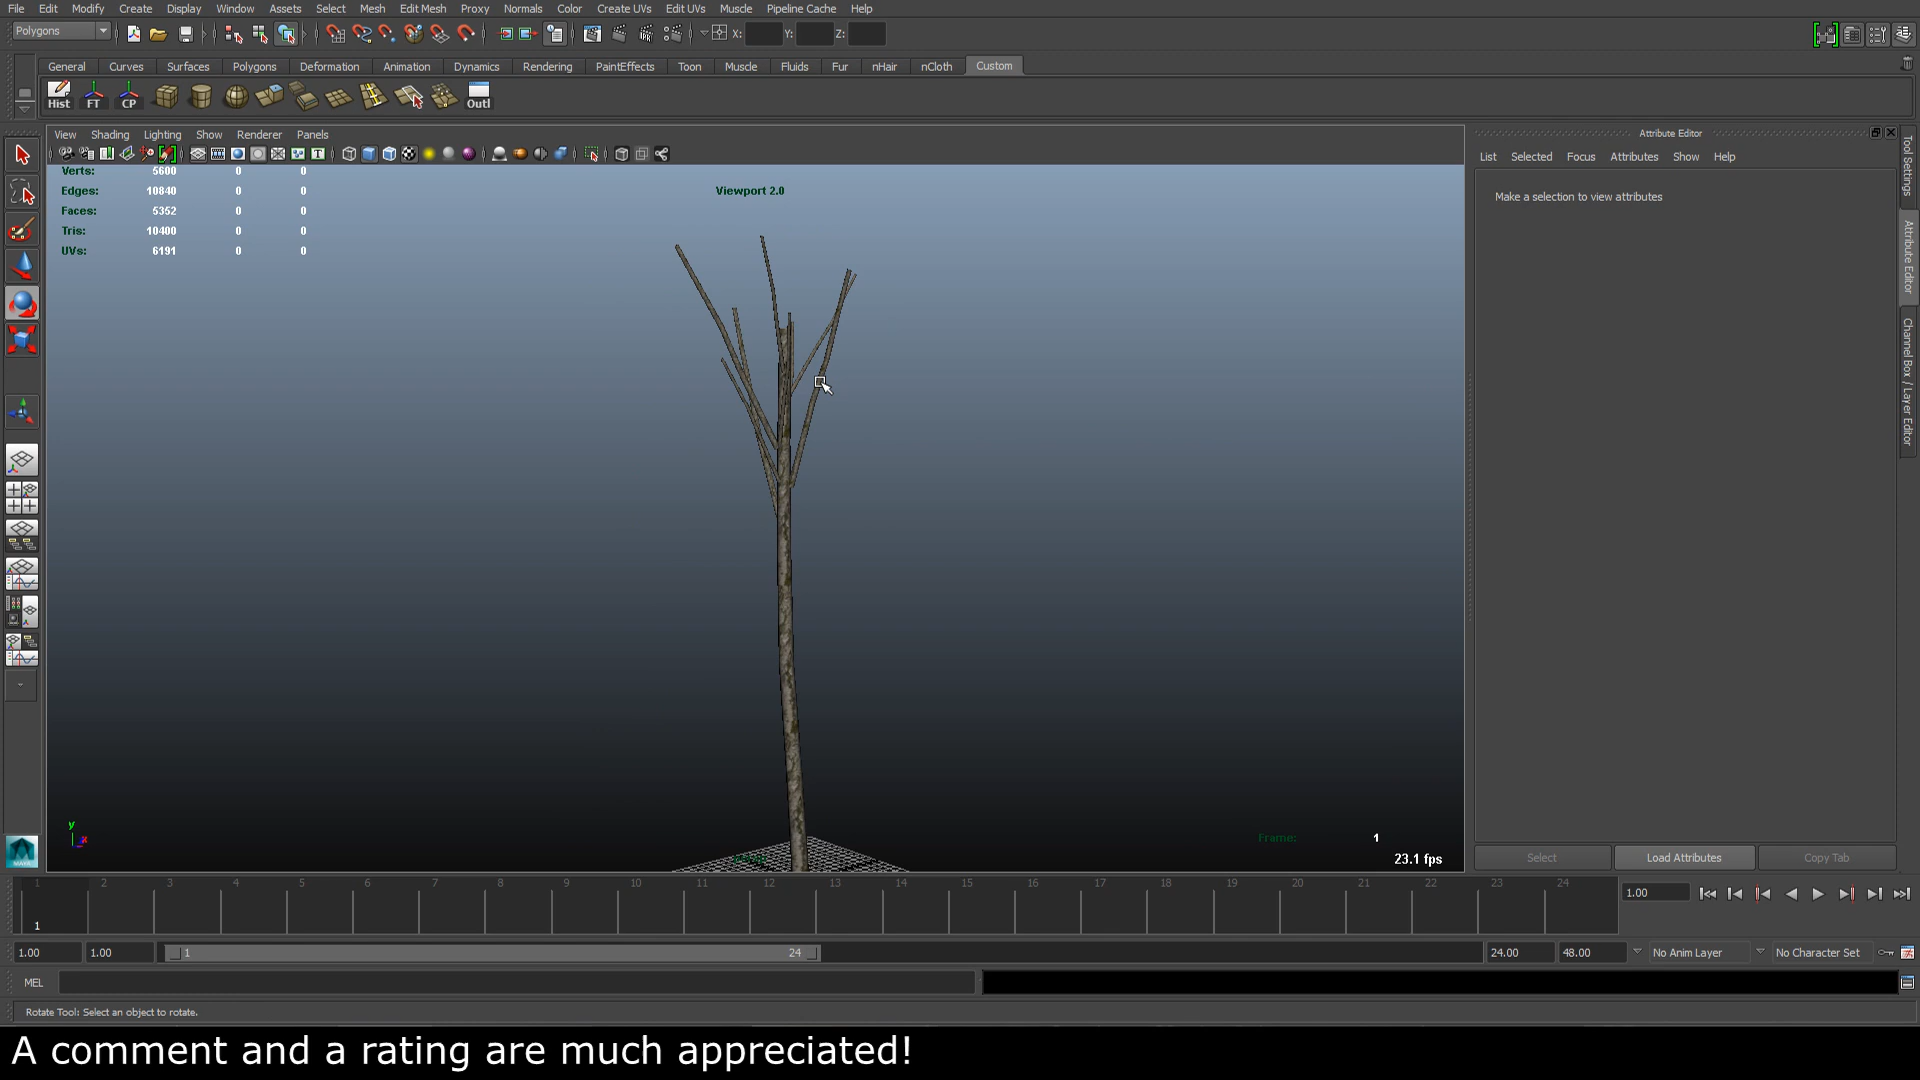 File Edit Modify Create Display Window Assets Select Mesh Edit Mesh Proxy Normals Color Create UVs Edit UVs Muscle Pipeline Cache Help
Polygons X: Y: Z:
General Curves Surfaces Polygons Deformation Animation Dynamics Rendering PaintEffects Toon Muscle Fluids Fur nHair nCloth Custom
Hist FT CP Outl
View Shading Lighting Show Renderer Panels
Attribute Editor
List Selected Focus Attributes Show Help
Make a selection to view attributes
Tool Settings
Attribute Editor
Channel Box / Layer Editor
Verts: 5600 0 0
Edges: 10840 0 0
Faces: 5352 0 0
Tris: 10400 0 0
UVs: 6191 0 0
Viewport 2.0
y x
Frame: 1
23.1 fps
Select Load Attributes Copy Tab
1 2 3 4 5 6 7 8 9 10 11 12 13 14 15 16 17 18 19 20 21 22 23 24
1
1.00
1.00 1.00 1 24 24.00 48.00 No Anim Layer No Character Set
MEL
Rotate Tool: Select an object to rotate.
A comment and a rating are much appreciated!